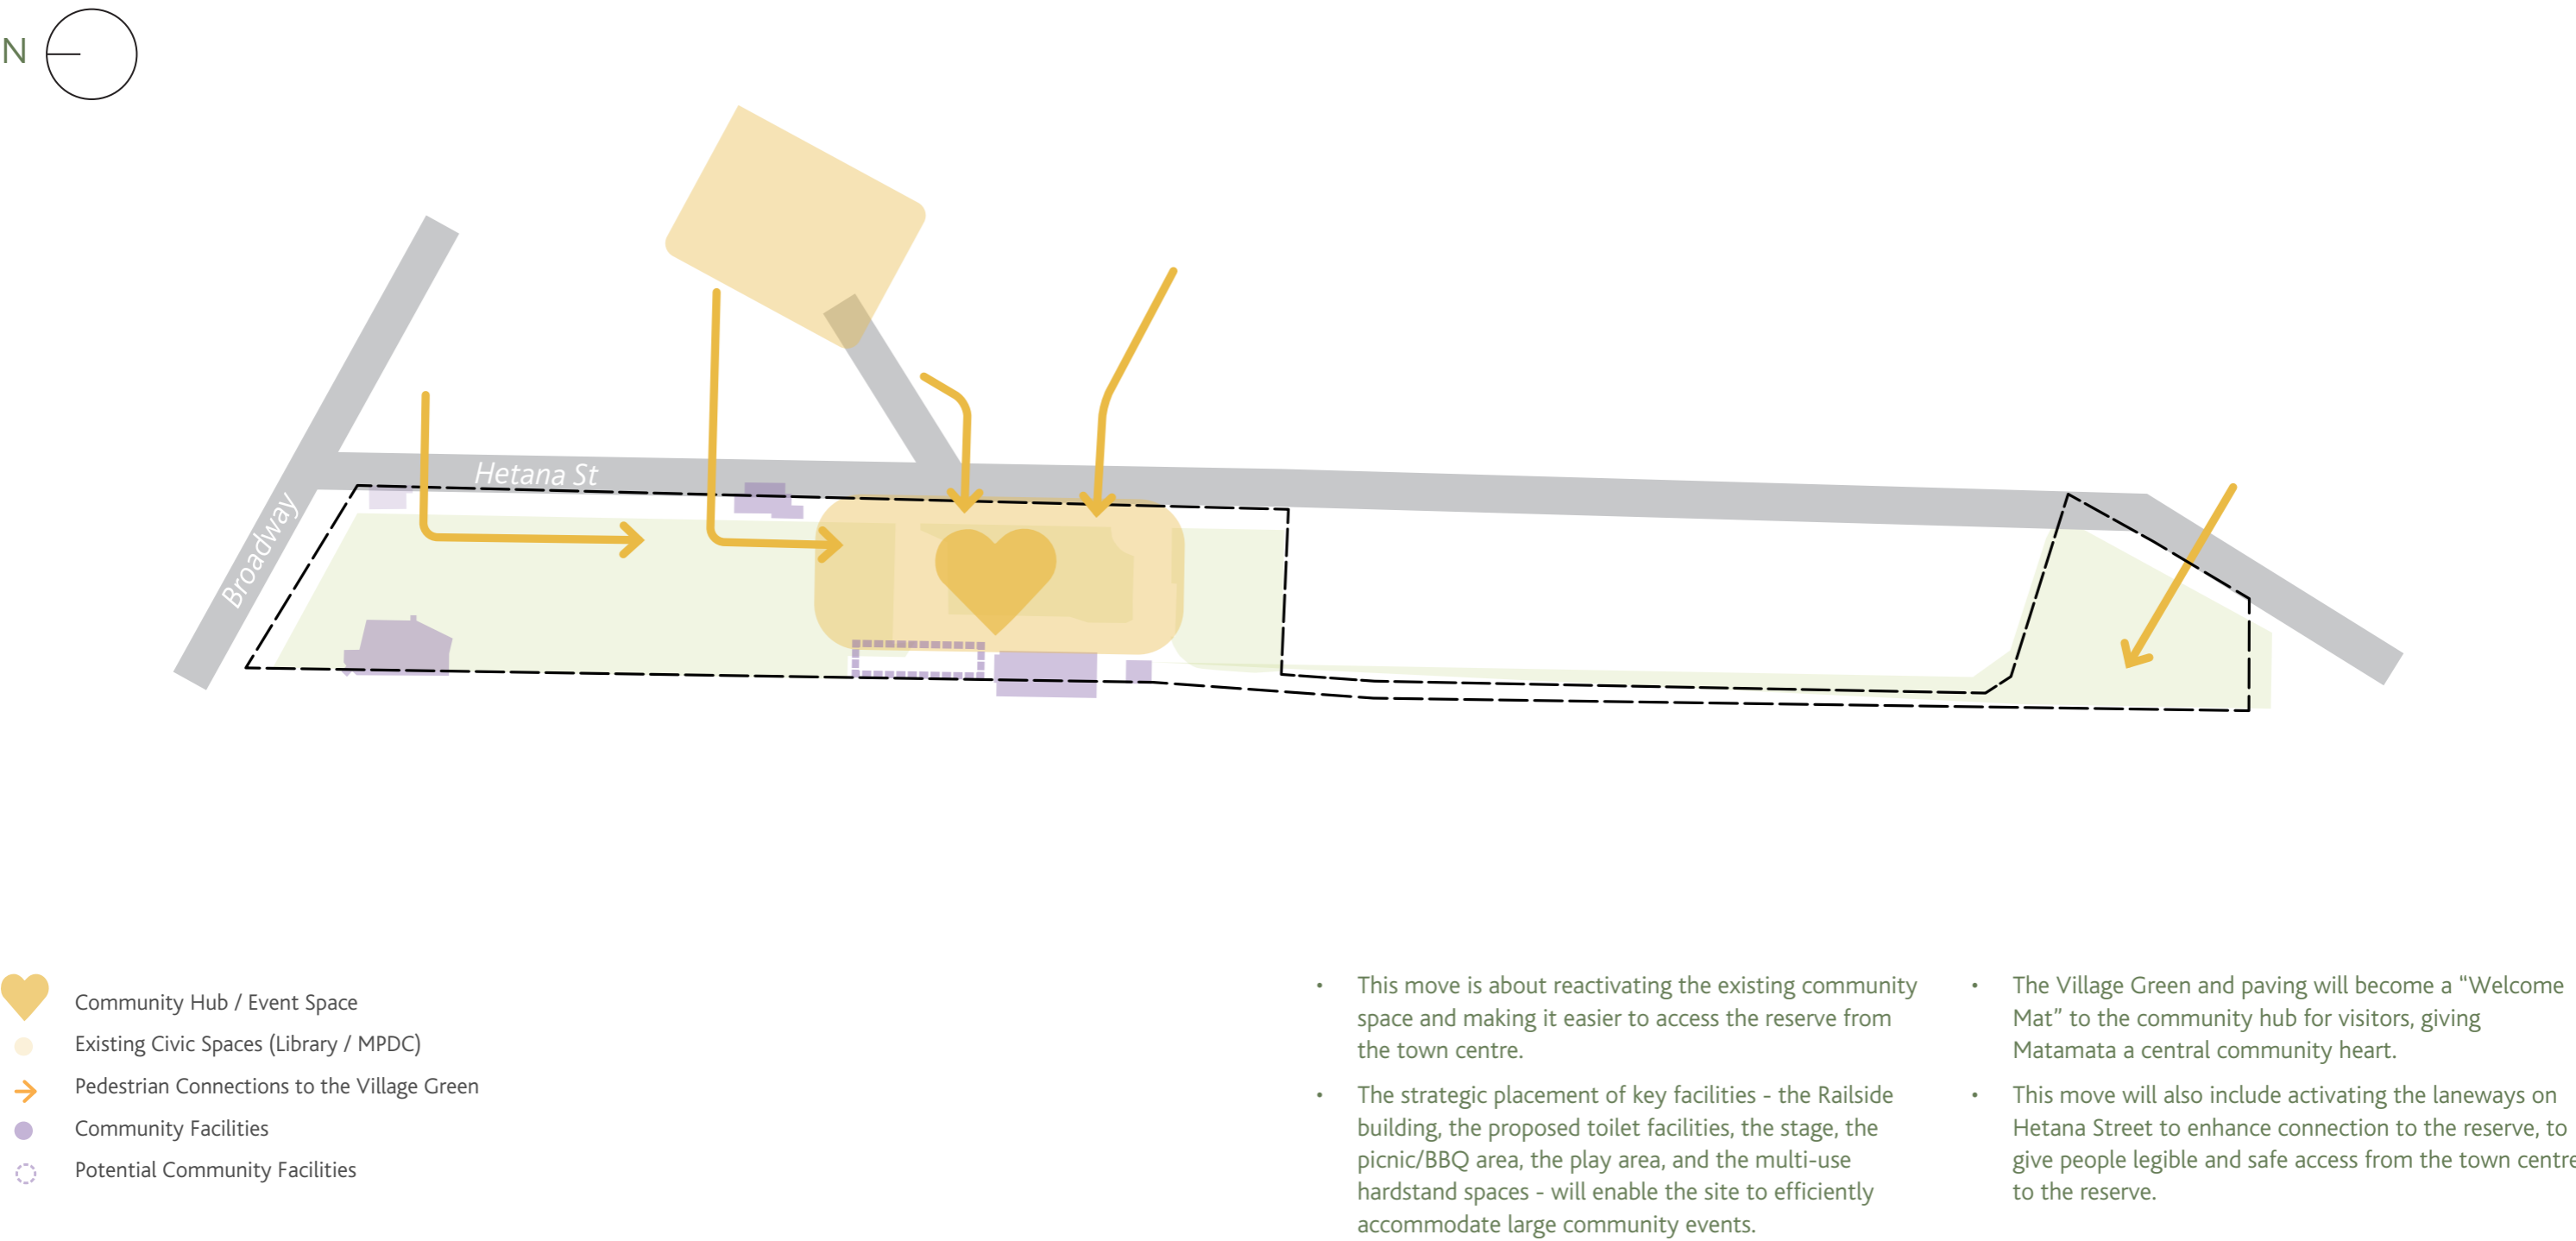 N
Hetana St
Broadway
Community Hub / Event Space
Existing Civic Spaces (Library / MPDC)
Pedestrian Connections to the Village Green
Community Facilities
Potential Community Facilities
• This move is about reactivating the existing community
space and making it easier to access the reserve from
the town centre.
• The strategic placement of key facilities - the Railside
building, the proposed toilet facilities, the stage, the
picnic/BBQ area, the play area, and the multi-use
hardstand spaces - will enable the site to efficiently
accommodate large community events.
• The Village Green and paving will become a “Welcome
Mat” to the community hub for visitors, giving
Matamata a central community heart.
• This move will also include activating the laneways on
Hetana Street to enhance connection to the reserve, to
give people legible and safe access from the town centre
to the reserve.